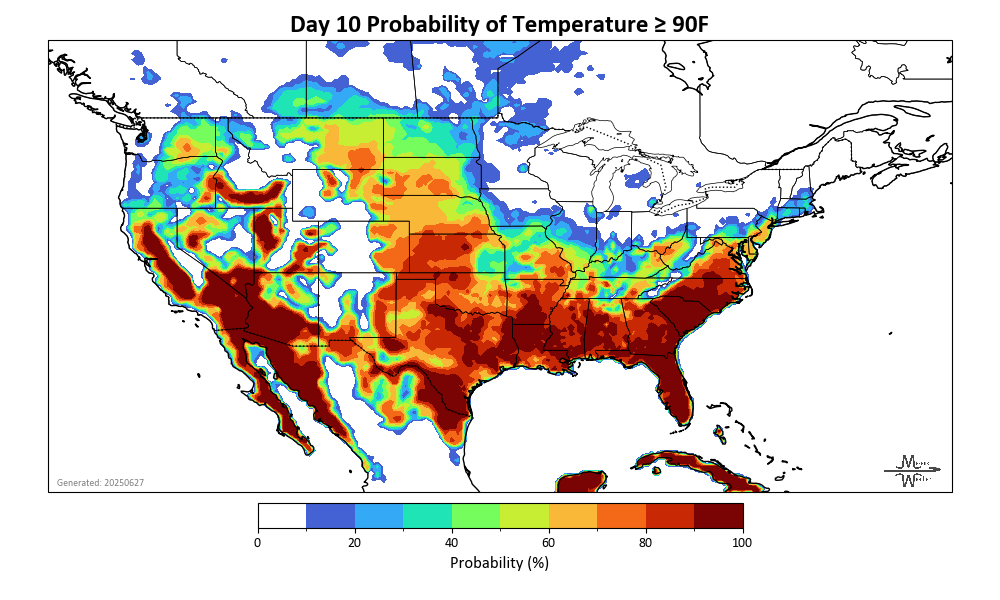 Day 10 Probability of Temperature ≥ 90F
Generated: 20250627
0 20 40 60 80 100
Probability (%)